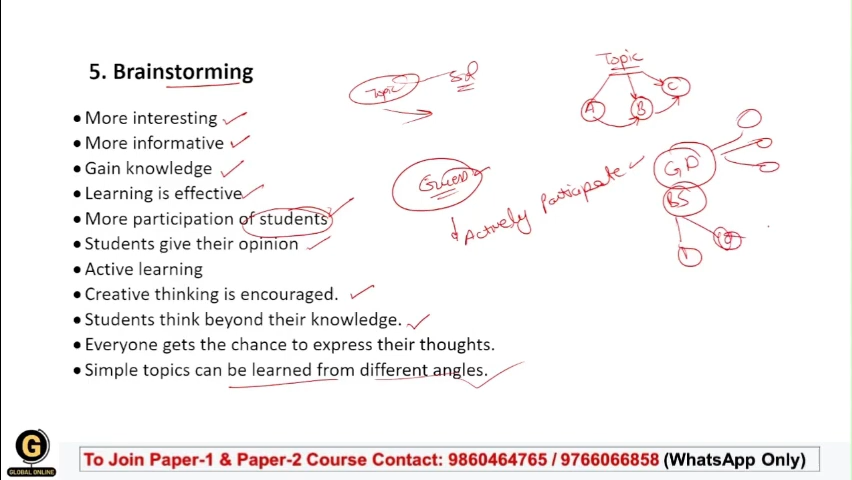 5. Brainstorming
• More interesting
• More informative
• Gain knowledge
• Learning is effective
• More participation of students
• Students give their opinion
• Active learning
• Creative thinking is encouraged.
• Students think beyond their knowledge.
• Everyone gets the chance to express their thoughts.
• Simple topics can be learned from different angles.
Topic
Topic
A
B
C
Guess
Actively Participate
GD
BS
G
GLOBAL ONLINE
To Join Paper-1 & Paper-2 Course Contact: 9860464765 / 9766066858 (WhatsApp Only)